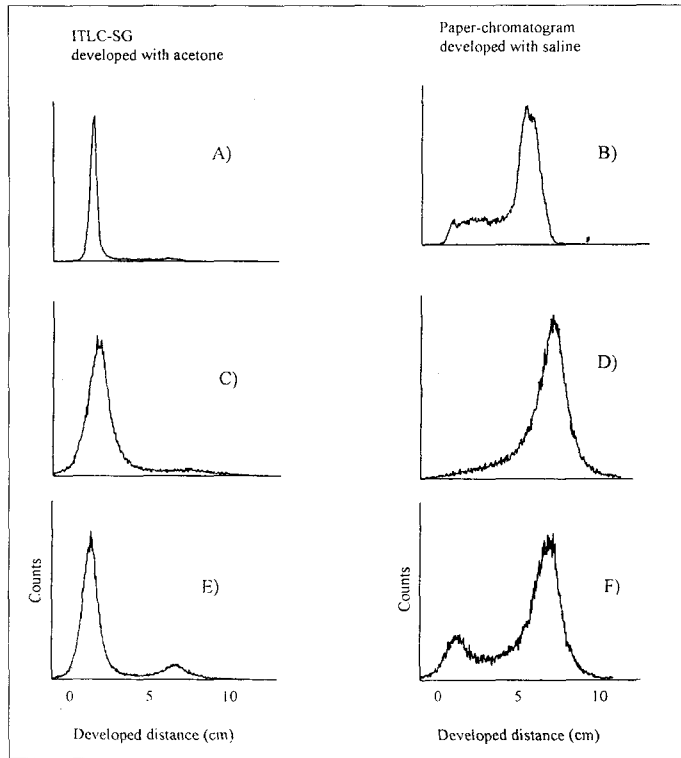 ITLC-SG
developed with acetone
Paper-chromatogram
developed with saline
A)
B)
C)
D)
E)
F)
Counts
Counts
0 5 10
0 5 10
Developed distance (cm)
Developed distance (cm)